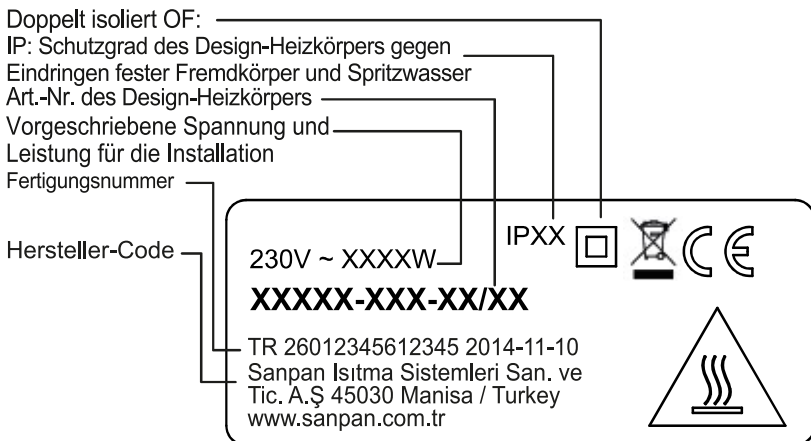 Doppelt isoliert OF:
IP: Schutzgrad des Design-Heizkörpers gegen
Eindringen fester Fremdkörper und Spritzwasser
Art.-Nr. des Design-Heizkörpers
Vorgeschriebene Spannung und
Leistung für die Installation
Fertigungsnummer
Hersteller-Code
IPXX
CE
230V ~ XXXXW
XXXXX-XXX-XX/XX
TR 26012345612345 2014-11-10
Sanpan Isıtma Sistemleri San. ve
Tic. A.Ş 45030 Manisa / Turkey
www.sanpan.com.tr